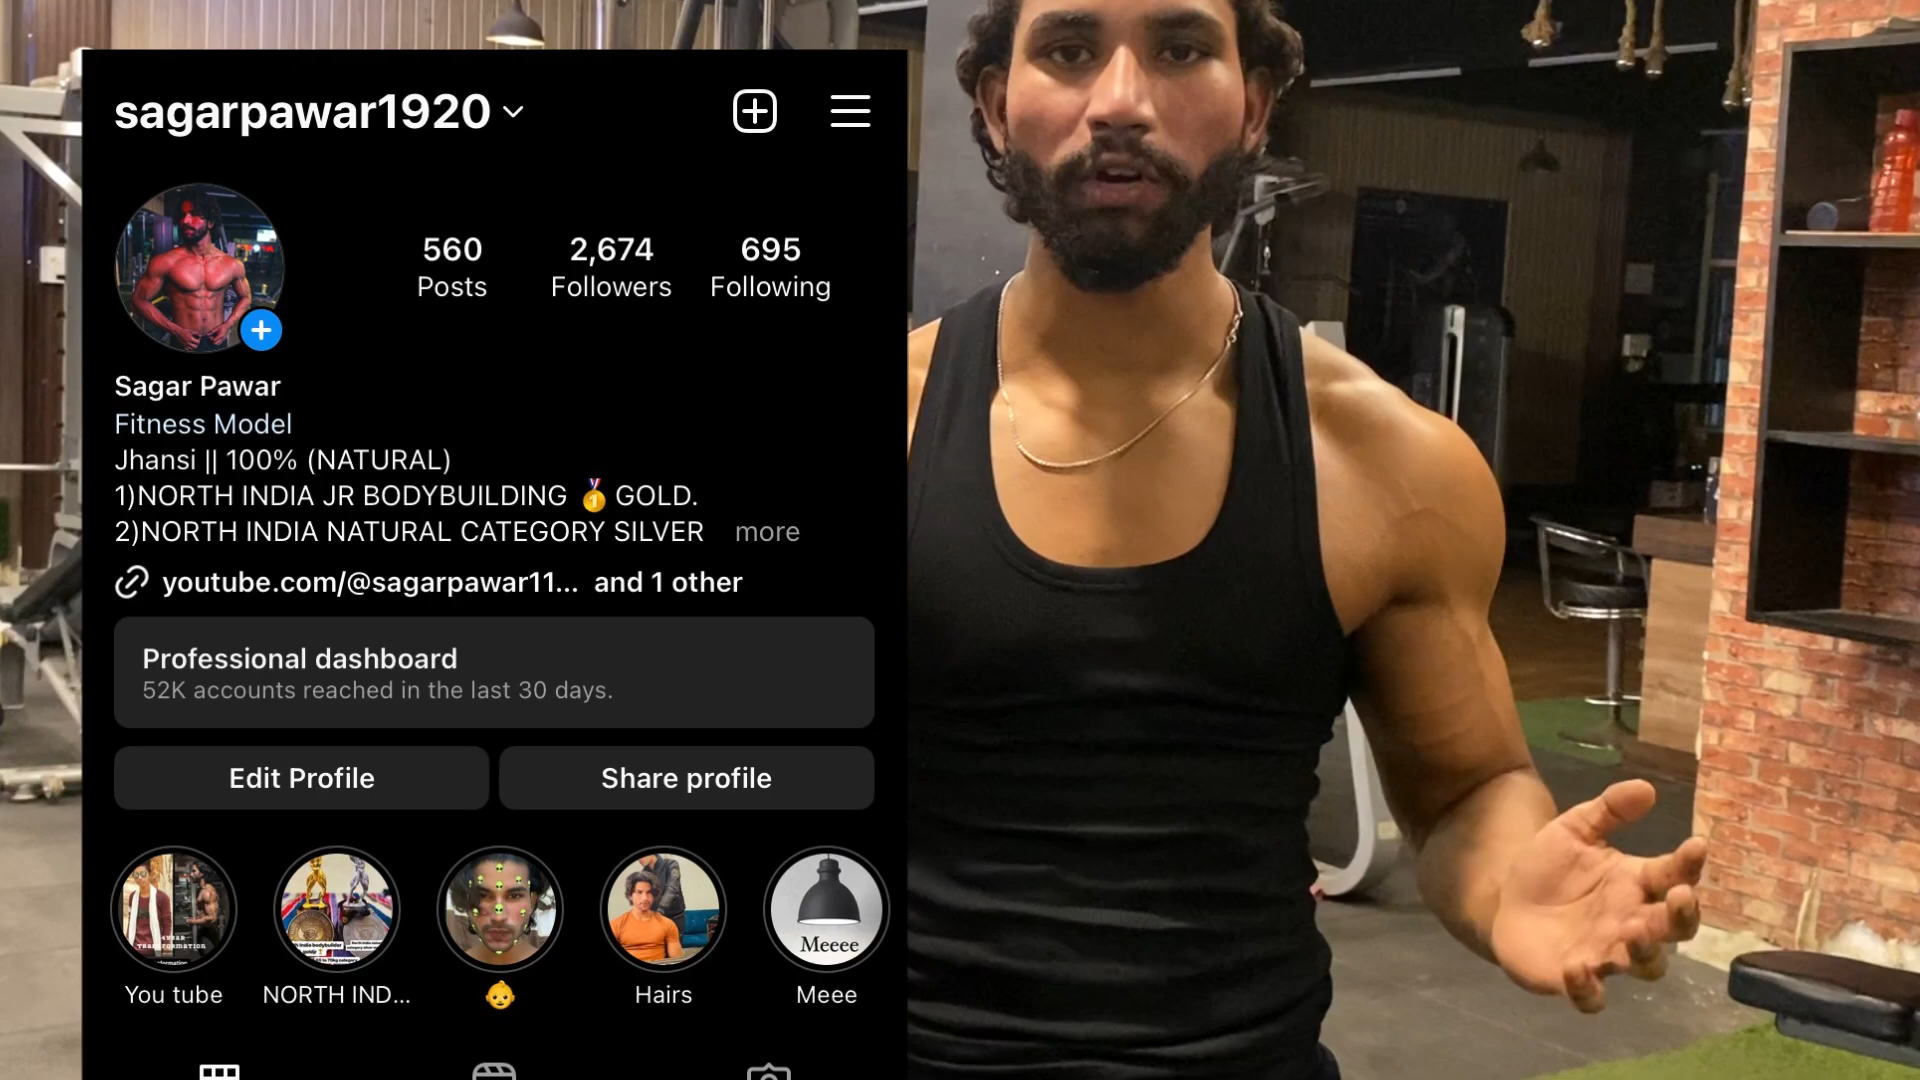 sagarpawar1920
560 2,674 695
Posts Followers Following
Sagar Pawar
Fitness Model
Jhansi || 100% (NATURAL)
1)NORTH INDIA JR BODYBUILDING 🏅 GOLD.
2)NORTH INDIA NATURAL CATEGORY SILVER more
youtube.com/@sagarpawar11... and 1 other
Professional dashboard
52K accounts reached in the last 30 days.
Edit Profile Share profile
Meeee
You tube NORTH IND... 👶 Hairs Meee